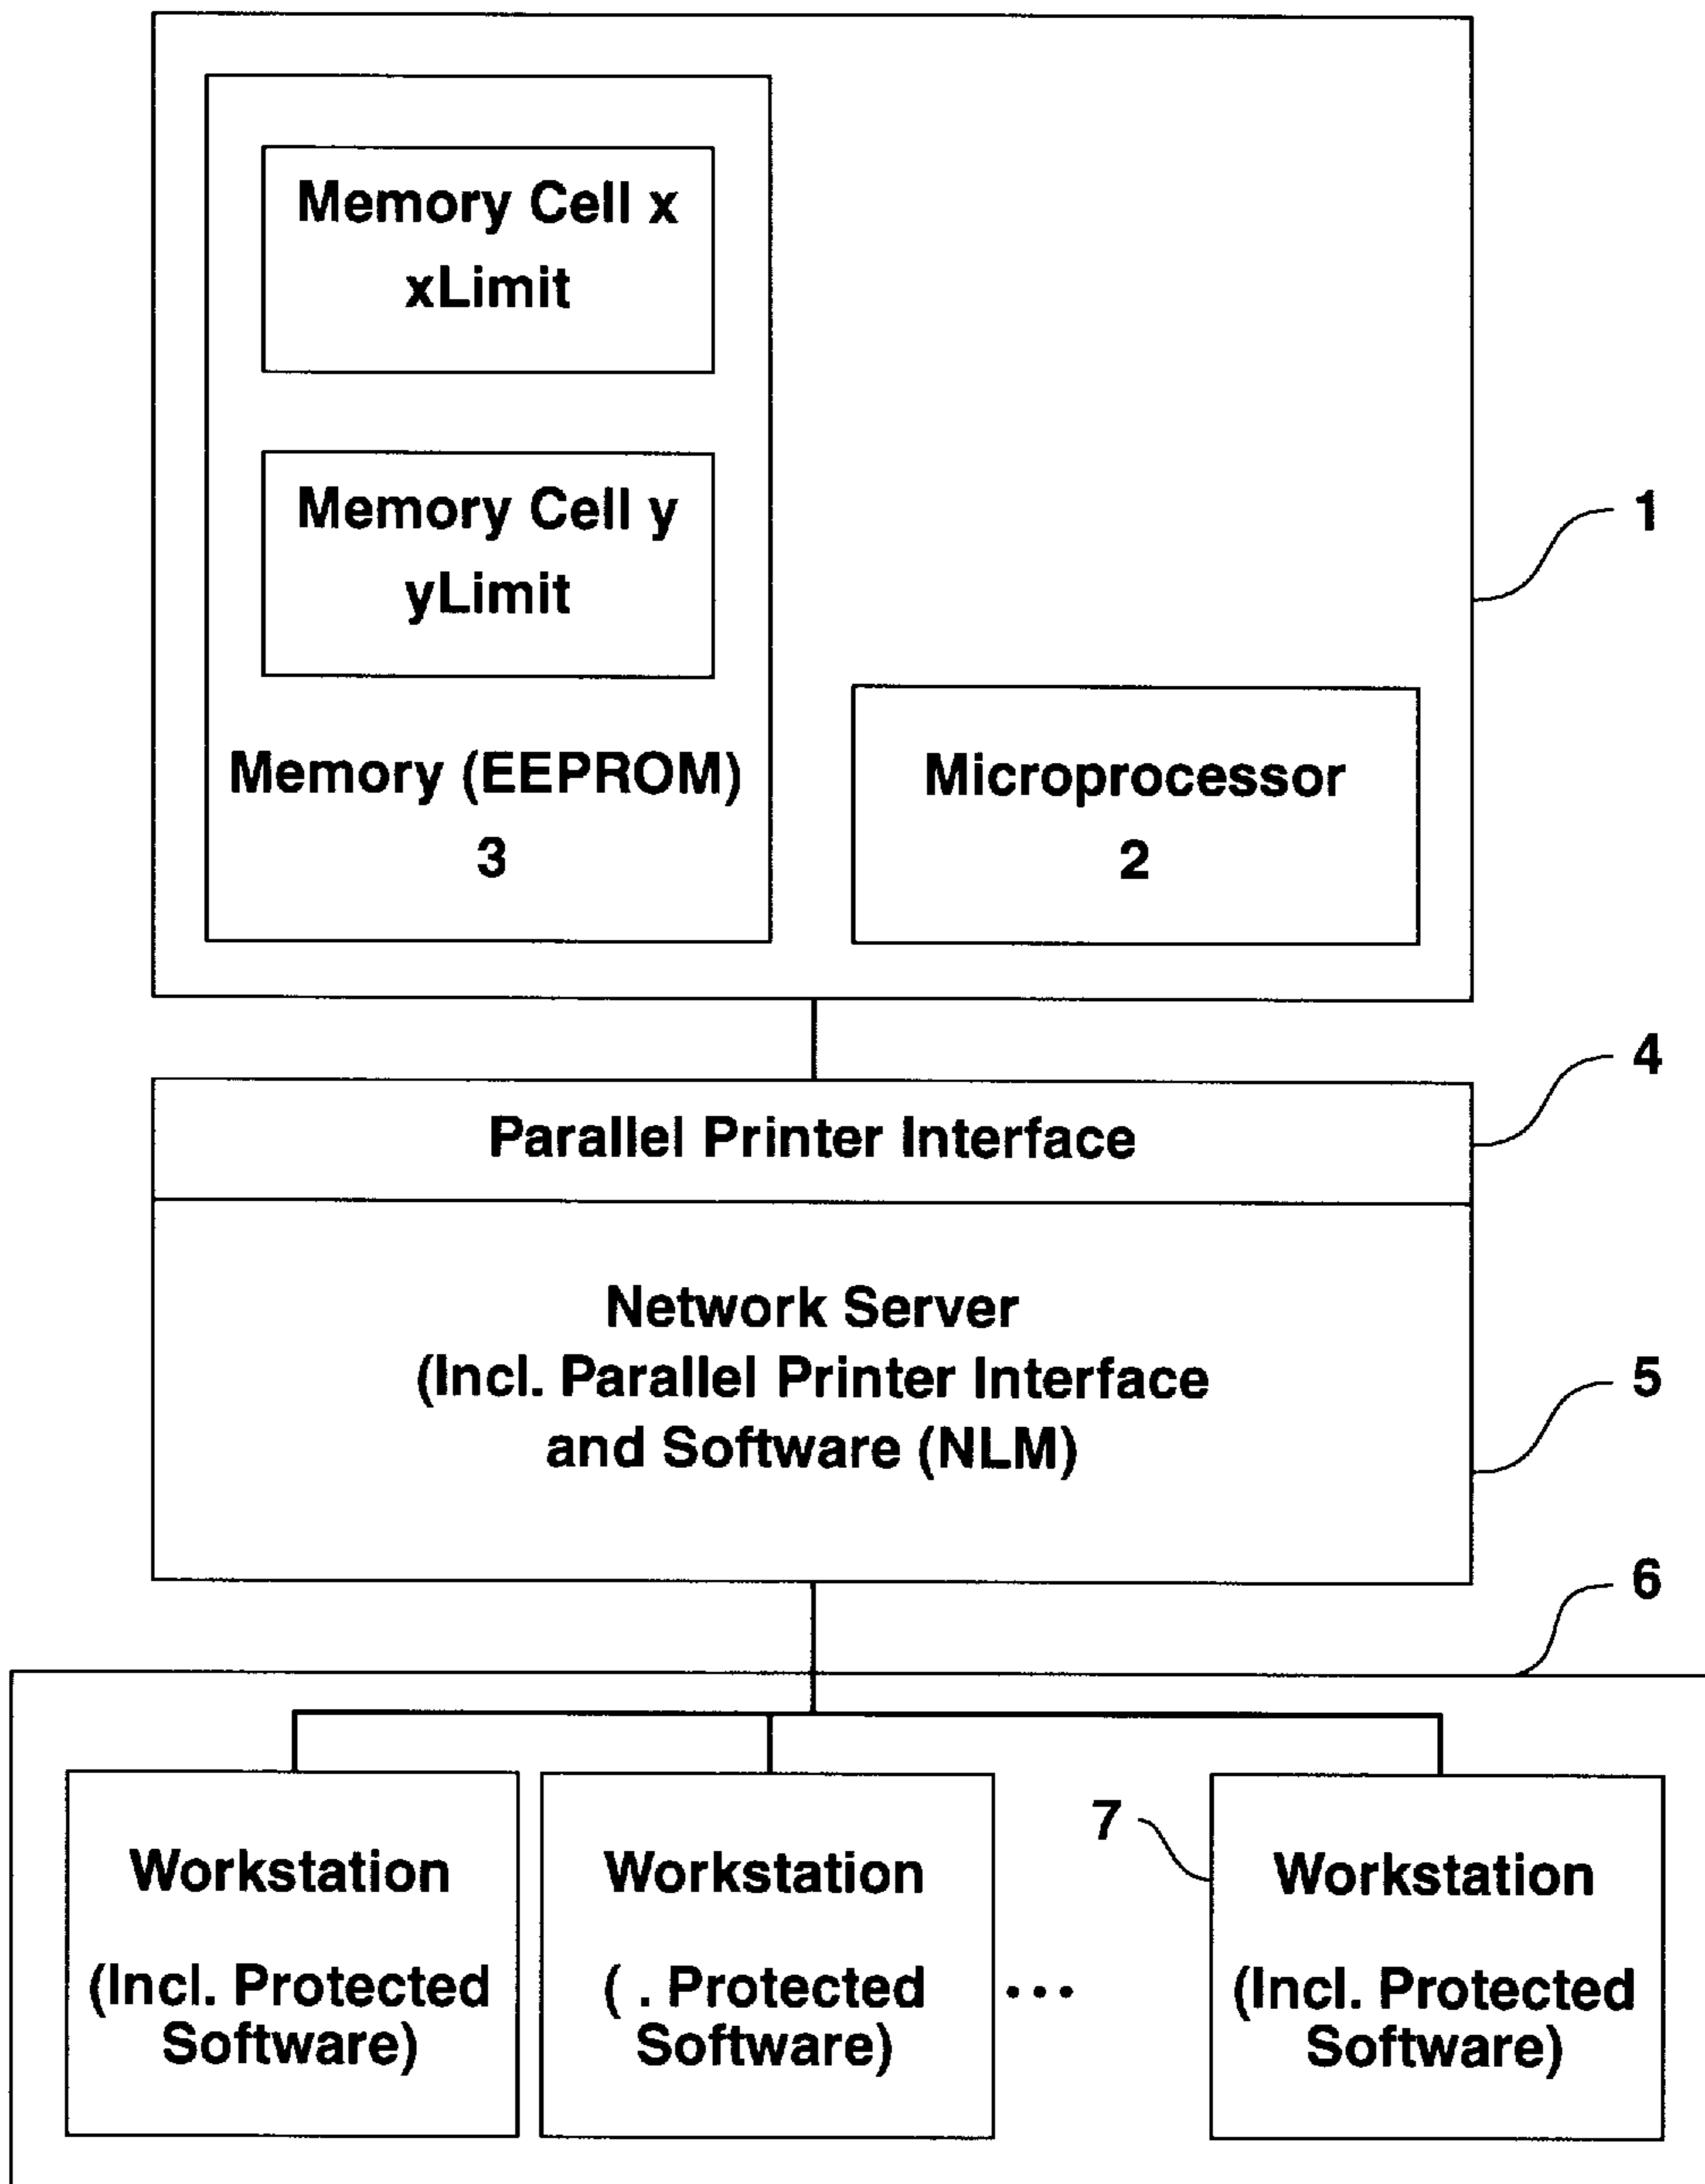 Memory Cell x
xLimit
Memory Cell y
yLimit
1
Memory (EEPROM)
3
Microprocessor
2
4
Parallel Printer Interface
Network Server
(Incl. Parallel Printer Interface
and Software (NLM)
5
6
7
Workstation
(Incl. Protected
Software)
Workstation
( . Protected
Software)
...
Workstation
(Incl. Protected
Software)